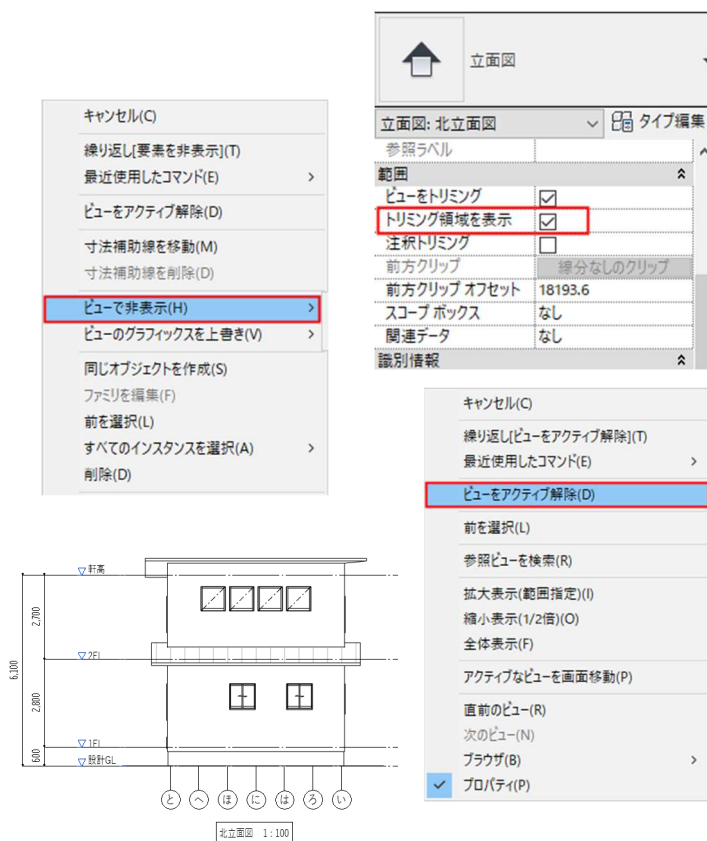 キャンセル(C)
繰り返し[要素を非表示](T)
最近使用したコマンド(E)
ビューをアクティブ解除(D)
寸法補助線を移動(M)
寸法補助線を削除(D)
ビューで非表示(H)
ビューのグラフィックスを上書き(V)
同じオブジェクトを作成(S)
ファミリを編集(F)
前を選択(L)
すべてのインスタンスを選択(A)
削除(D)
立面図
立面図: 北立面図
タイプ編集
参照ラベル
範囲
ビューをトリミング
トリミング領域を表示
注釈トリミング
前方クリップ 線分なしのクリップ
前方クリップ オフセット 18193.6
スコープ ボックス なし
関連データ なし
識別情報
キャンセル(C)
繰り返し[ビューをアクティブ解除](T)
最近使用したコマンド(E)
ビューをアクティブ解除(D)
前を選択(L)
参照ビューを検索(R)
拡大表示(範囲指定)(I)
縮小表示(1/2倍)(O)
全体表示(F)
アクティブなビューを画面移動(P)
直前のビュー(R)
次のビュー(N)
ブラウザ(B)
プロパティ(P)
軒高
2,700
2FL
6,100
2,800
1FL
600
設計GL
と へ ほ に は ろ い
北立面図 1:100